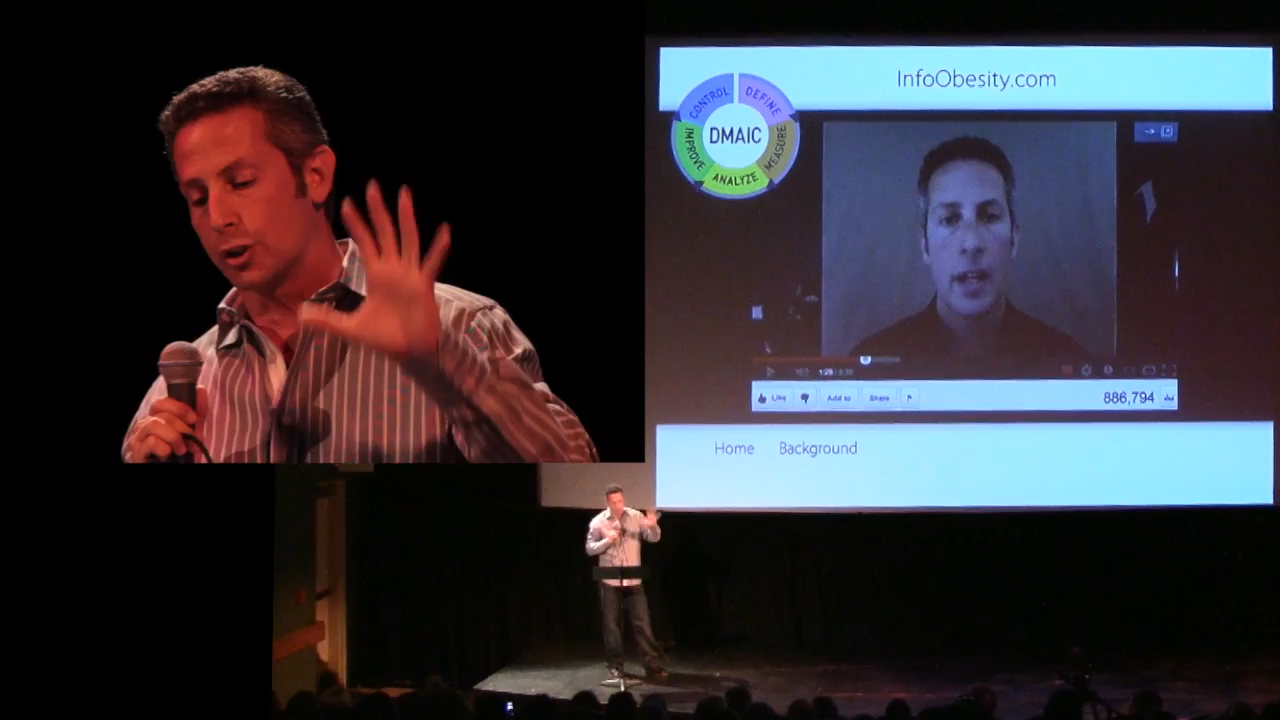 InfoObesity.com
CONTROL
DEFINE
DMAIC
IMPROVE
MEASURE
ANALYZE
Like
Add to
Share
886,794
Home Background